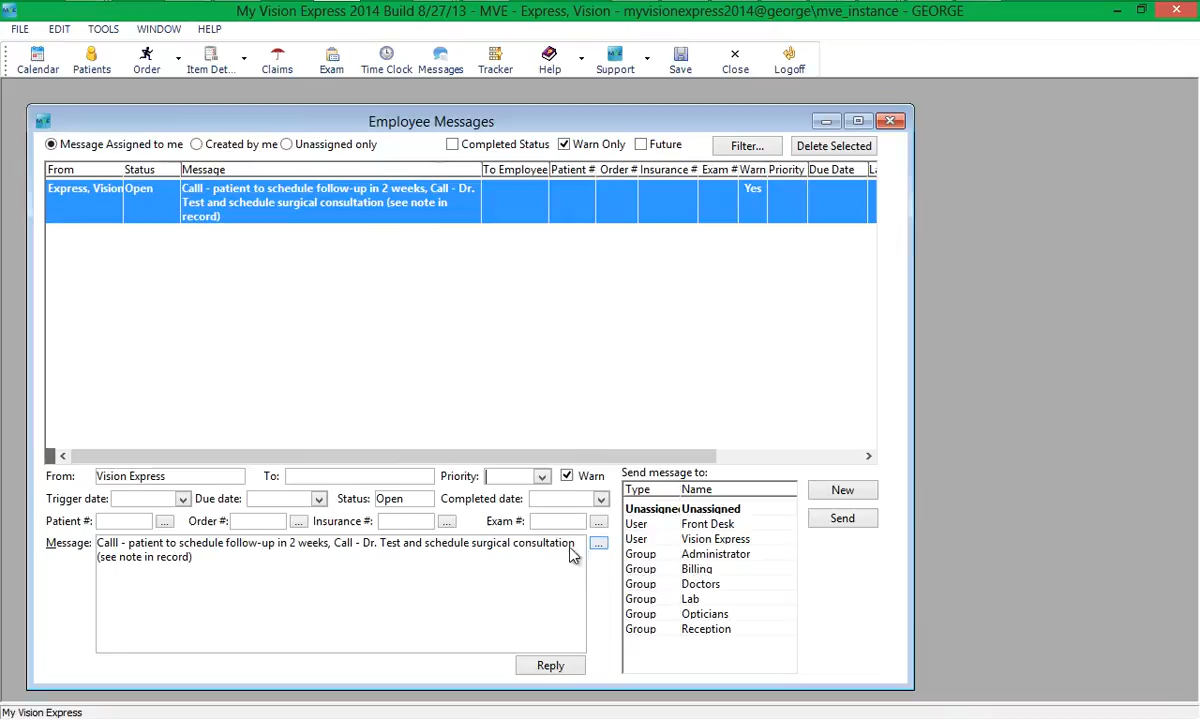 My Vision Express 2014 Build 8/27/13 - MVE - Express, Vision - myvisionexpress2014@george\mve_instance - GEORGE
FILE EDIT TOOLS WINDOW HELP
Calendar Patients Order Item Det... Claims Exam Time Clock Messages Tracker Help Support Save Close Logoff
Employee Messages
Message Assigned to me Created by me Unassigned only Completed Status Warn Only Future Filter... Delete Selected
From Status Message To Employee Patient # Order # Insurance # Exam # Warn Priority Due Date La
Express, Vision Open Calll - patient to schedule follow-up in 2 weeks, Call - Dr. Yes
Test and schedule surgical consultation (see note in
record)
From: Vision Express To: Priority: Warn
Trigger date: Due date: Status: Open Completed date:
Patient #: ... Order #: ... Insurance #: ... Exam #: ...
Message: Calll - patient to schedule follow-up in 2 weeks, Call - Dr. Test and schedule surgical consultation ...
(see note in record)
Reply
Send message to:
Type Name
Unassigne Unassigned
User Front Desk
User Vision Express
Group Administrator
Group Billing
Group Doctors
Group Lab
Group Opticians
Group Reception
New
Send
My Vision Express